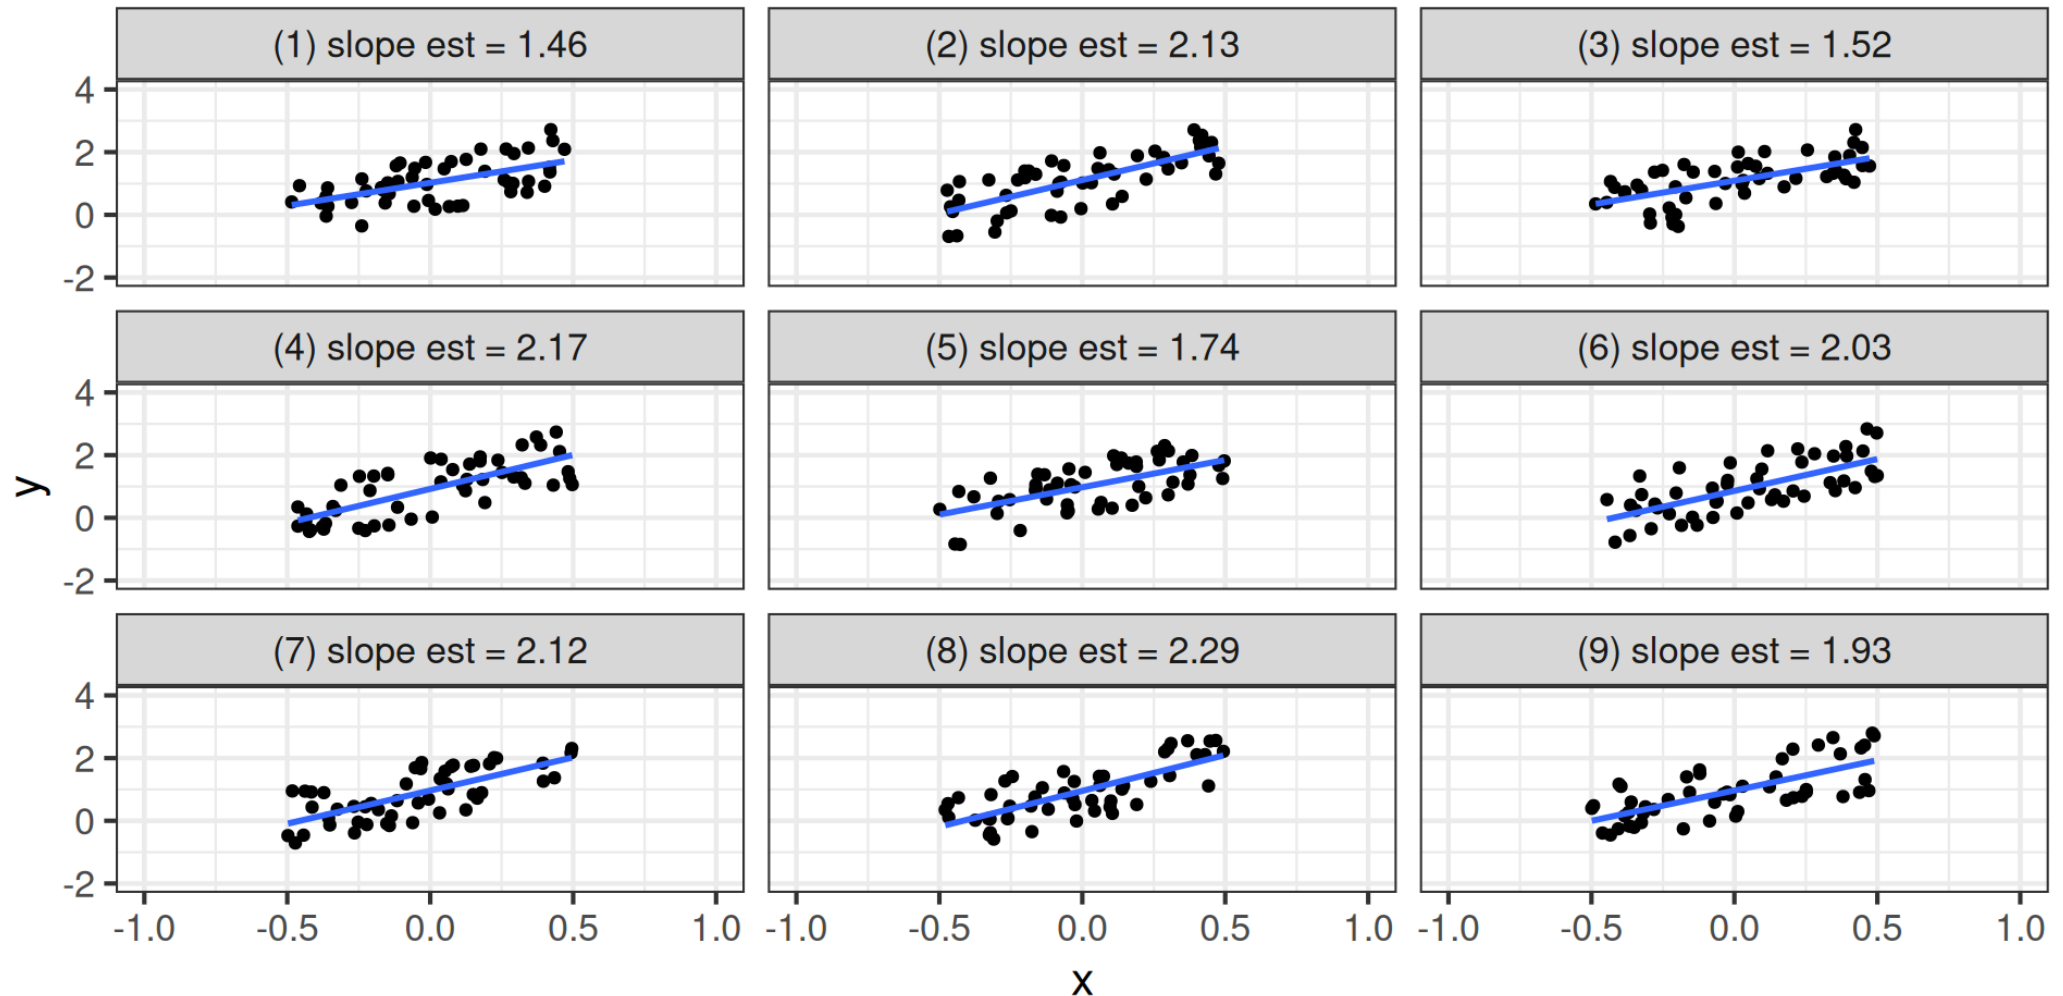 (1) slope est = 1.46
(2) slope est = 2.13
(3) slope est = 1.52
4
2
0
-2
(4) slope est = 2.17
(5) slope est = 1.74
(6) slope est = 2.03
4
2
0
-2
y
(7) slope est = 2.12
(8) slope est = 2.29
(9) slope est = 1.93
4
2
0
-2
-1.0 -0.5 0.0 0.5 1.0
-1.0 -0.5 0.0 0.5 1.0
-1.0 -0.5 0.0 0.5 1.0
x